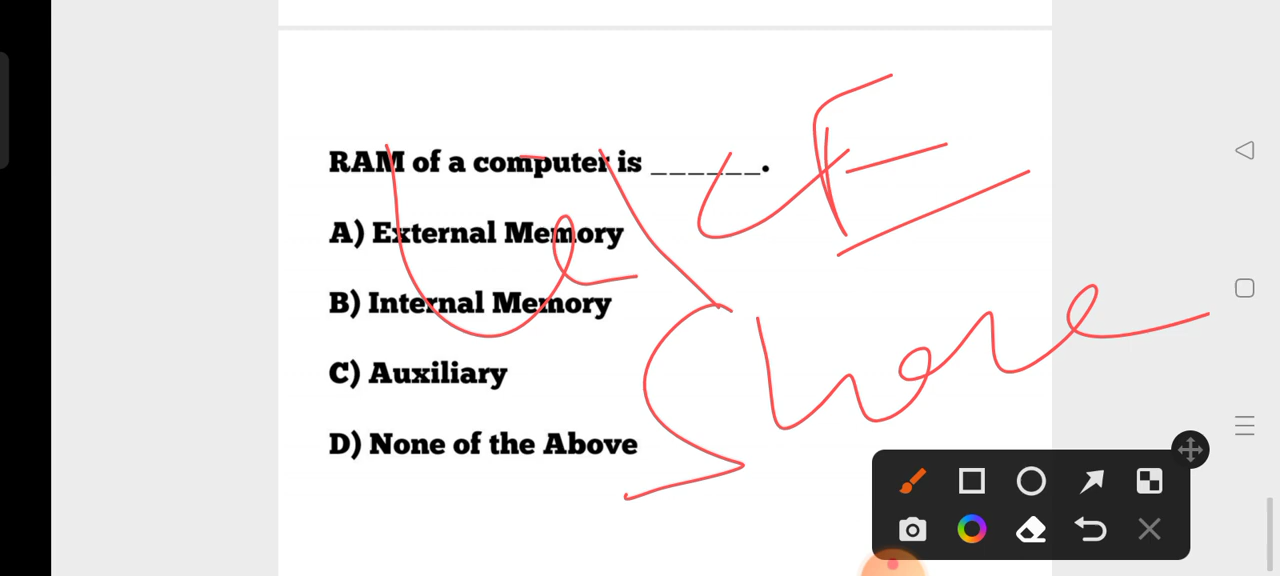 RAM of a computer is ______.
A) External Memory
B) Internal Memory
C) Auxiliary
D) None of the Above